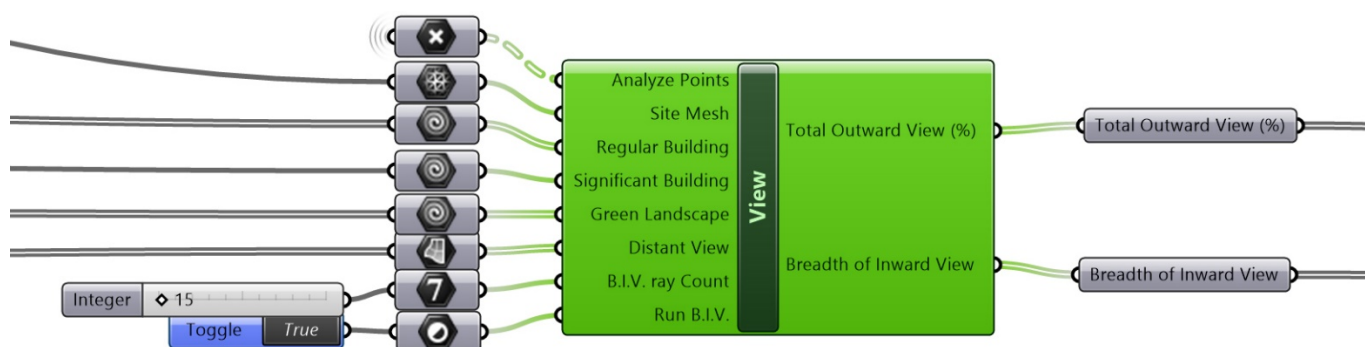 Analyze Points
Site Mesh
Regular Building
Significant Building
Green Landscape
Distant View
B.I.V. ray Count
Run B.I.V.
View
Total Outward View (%)
Breadth of Inward View
Total Outward View (%)
Breadth of Inward View
7
Integer 15
Toggle True